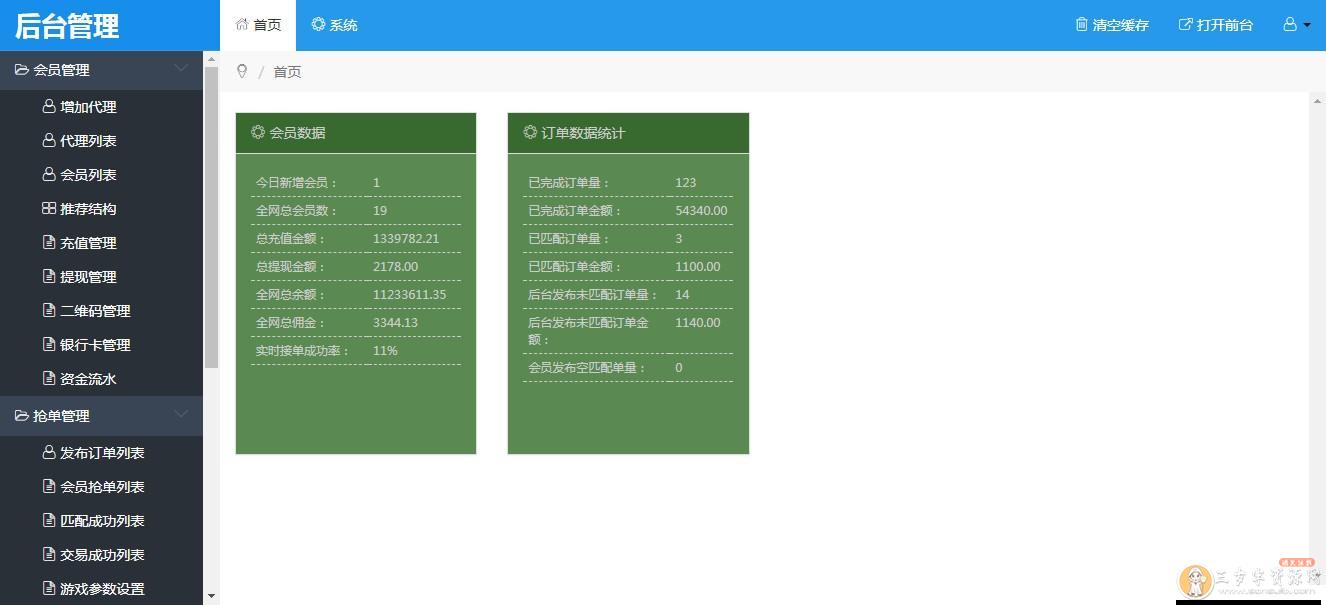 后台管理
首页
系统
清空缓存
打开前台
会员管理
增加代理
代理列表
会员列表
推荐结构
充值管理
提现管理
二维码管理
银行卡管理
资金流水
抢单管理
发布订单列表
会员抢单列表
匹配成功列表
交易成功列表
游戏参数设置
/ 首页
会员数据
今日新增会员： 1
全网总会员数： 19
总充值金额： 1339782.21
总提现金额： 2178.00
全网总余额： 11233611.35
全网总佣金： 3344.13
实时接单成功率： 11%
订单数据统计
已完成订单量： 123
已完成订单金额： 54340.00
已匹配订单量： 3
已匹配订单金额： 1100.00
后台发布未匹配订单量： 14
后台发布未匹配订单金 1140.00
额：
会员发布空匹配单量： 0